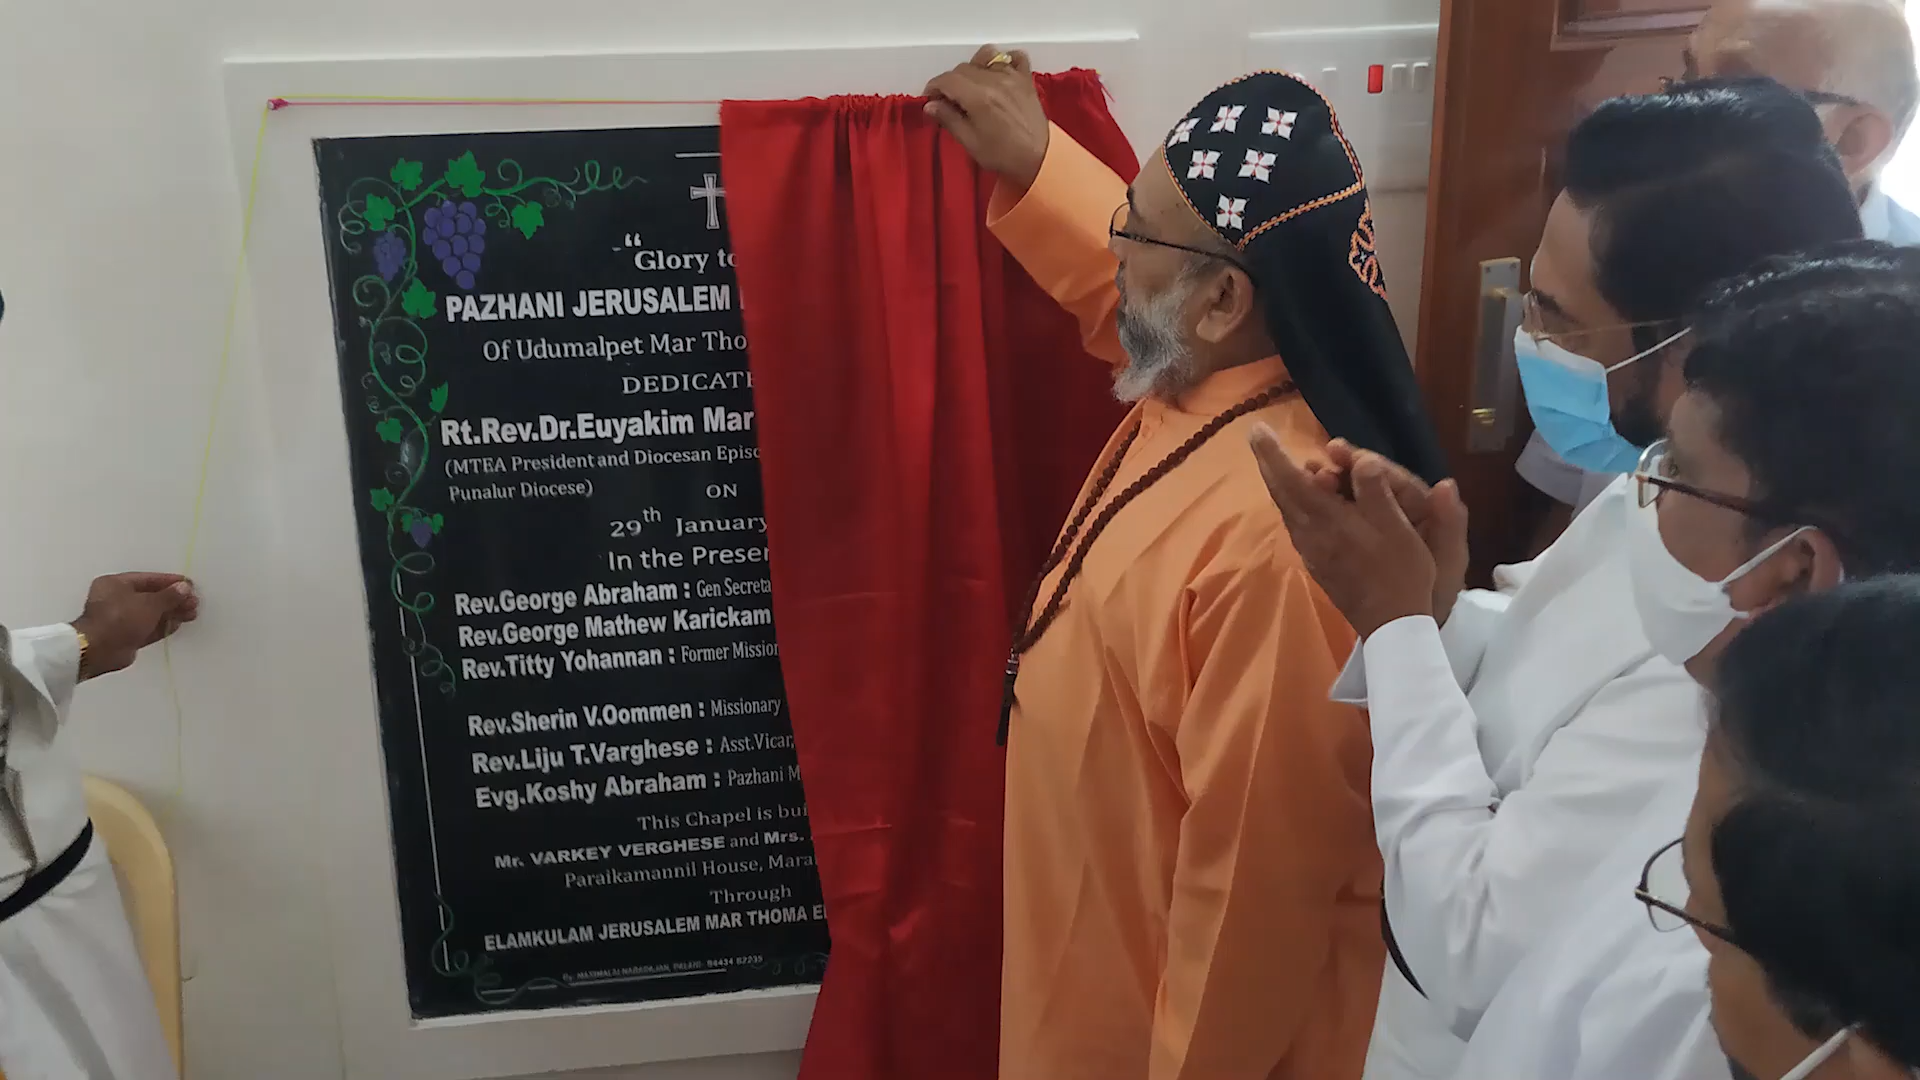 “Glory to
PAZHANI JERUSALEM
Of Udumalpet Mar Tho
DEDICATE
Rt.Rev.Dr.Euyakim Mar
(MTEA President and Diocesan Episc
Punalur Diocese)
ON
29th January
In the Presen
Rev.George Abraham : Gen Secreta
Rev.George Mathew Karickam
Rev.Titty Yohannan : Former Mission
Rev.Sherin V.Oommen : Missionary
Rev.Liju T.Varghese : Asst.Vicar,
Evg.Koshy Abraham : Pazhani M
This Chapel is bui
Mr. VARKEY VERGHESE and Mrs.
Paraikamannil House, Mara
Through
ELAMKULAM JERUSALEM MAR THOMA E